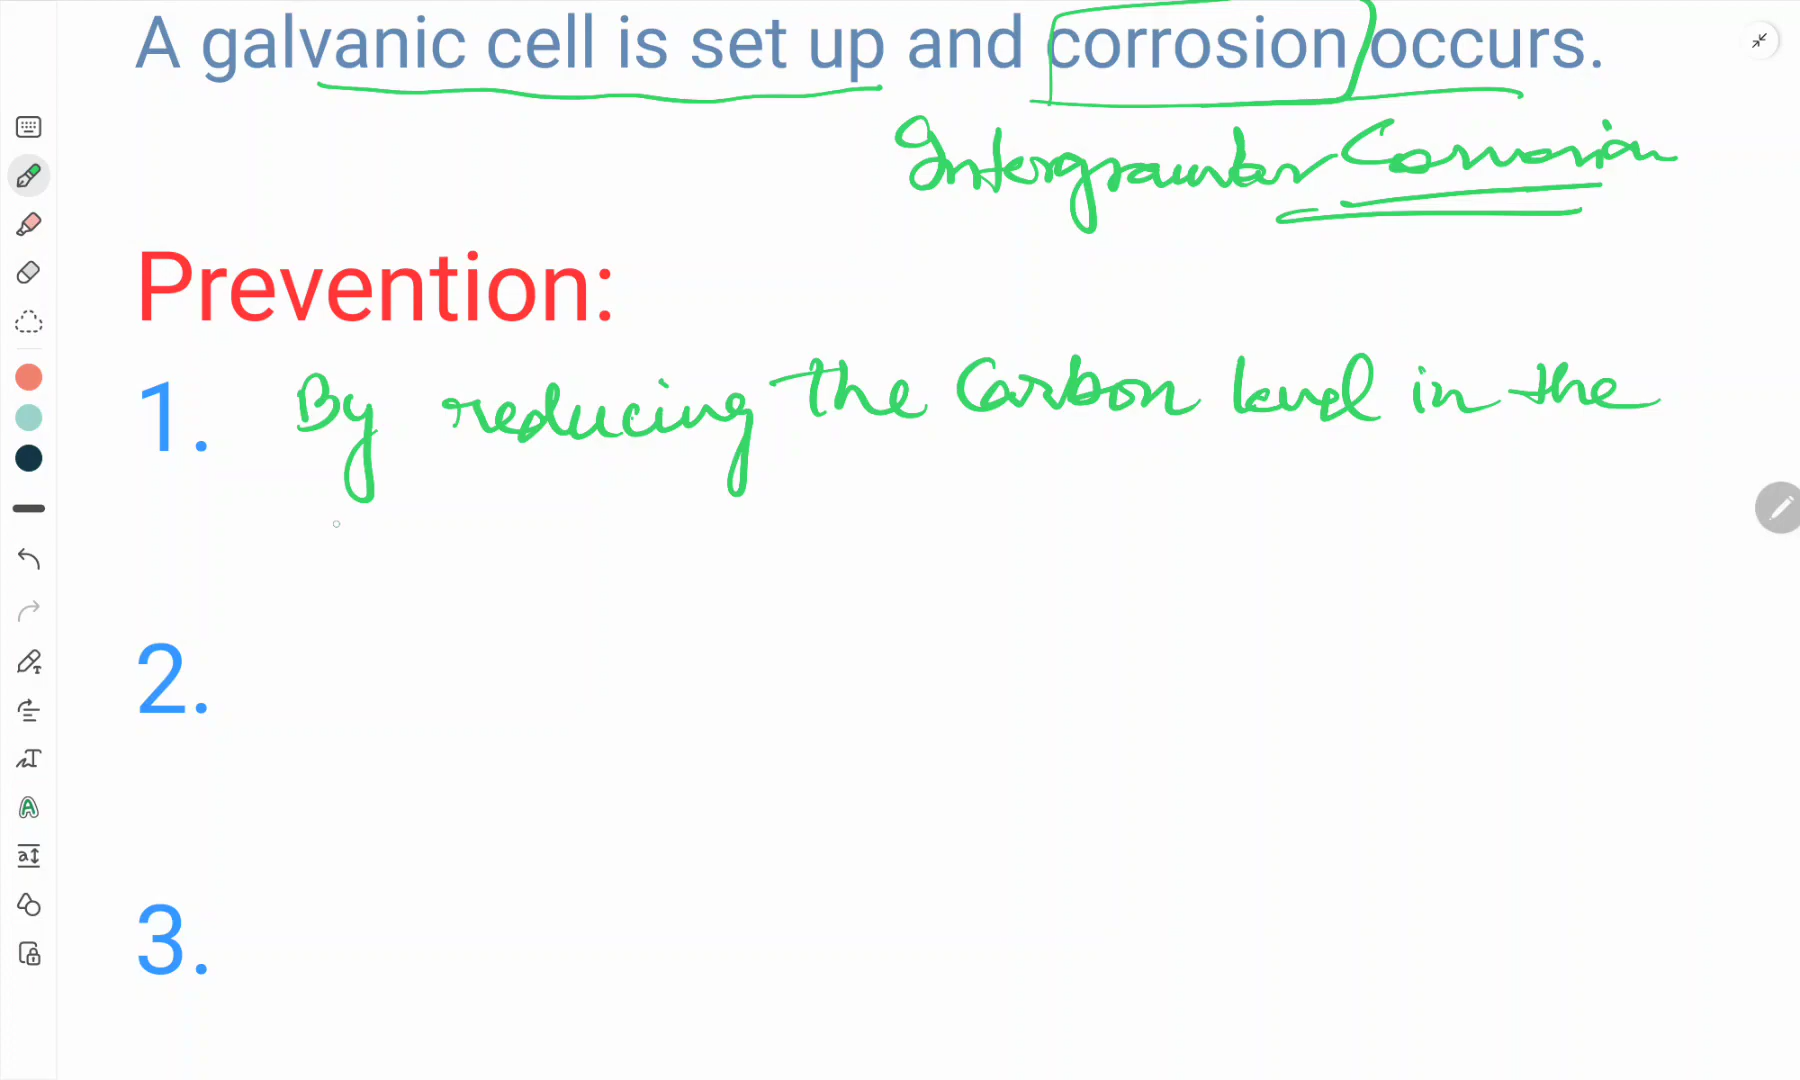 A galvanic cell is set up and corrosion occurs.
Intergranular Corrosion
Prevention:
1. By reducing the Carbon level in the
2.
3.